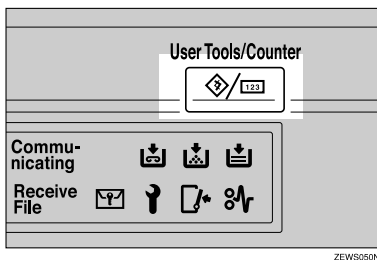 User Tools/Counter
123
Commu-
nicating
Receive
File
ZEWS050N